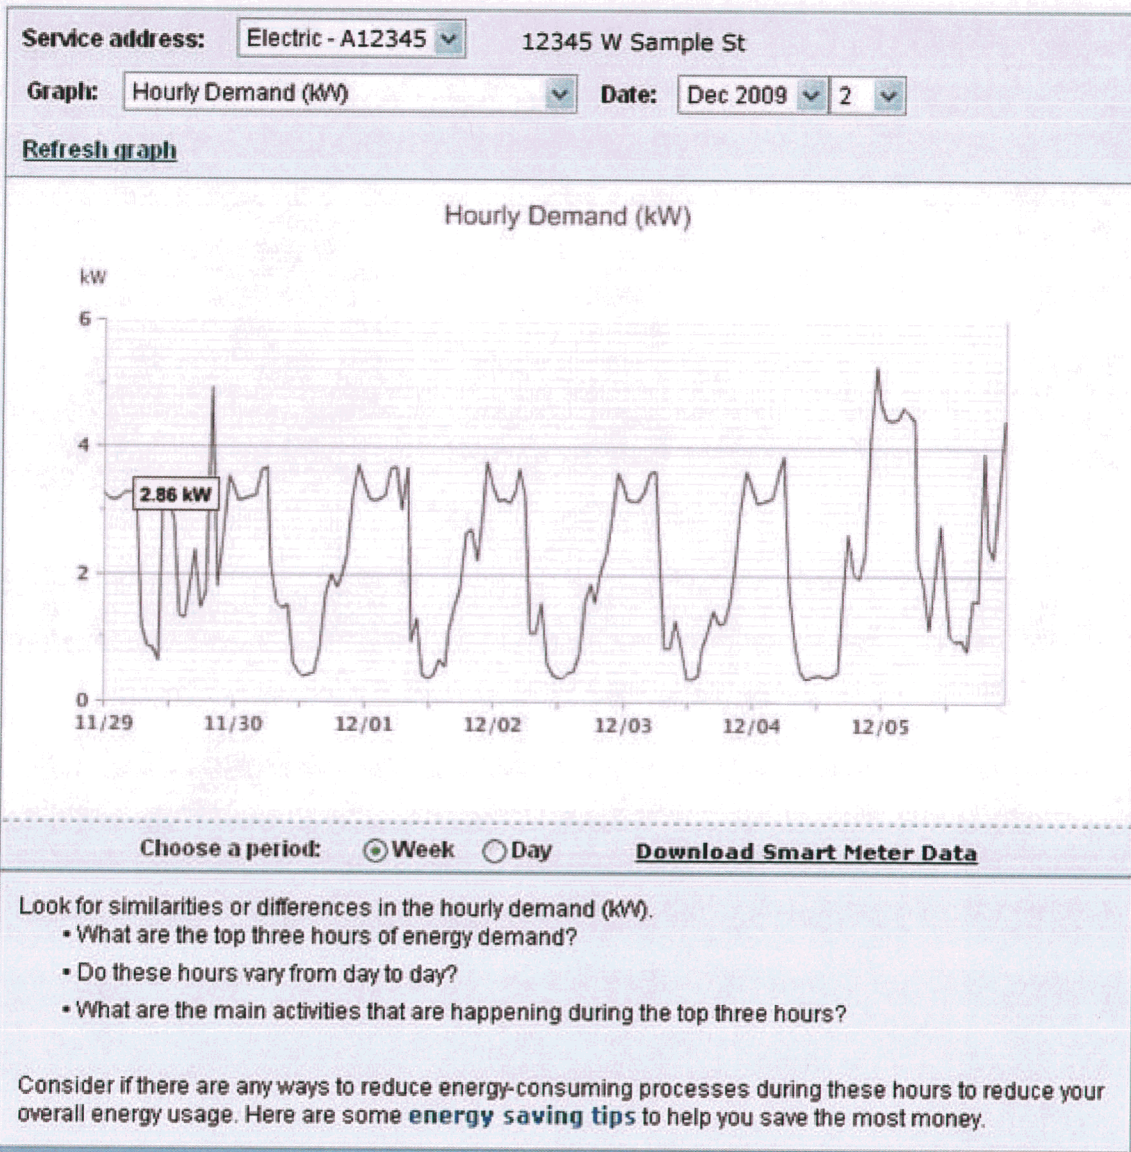 Service address: Electric - A12345 12345 W Sample St
Graph: Hourly Demand (kW) Date: Dec 2009 2
Refresh graph
Hourly Demand (kW)
kW
6
4
2.86 kW
2
0
11/29 11/30 12/01 12/02 12/03 12/04 12/05
Choose a period: Week Day Download Smart Meter Data
Look for similarities or differences in the hourly demand (kW).
• What are the top three hours of energy demand?
• Do these hours vary from day to day?
• What are the main activities that are happening during the top three hours?
Consider if there are any ways to reduce energy-consuming processes during these hours to reduce your
overall energy usage. Here are some energy saving tips to help you save the most money.